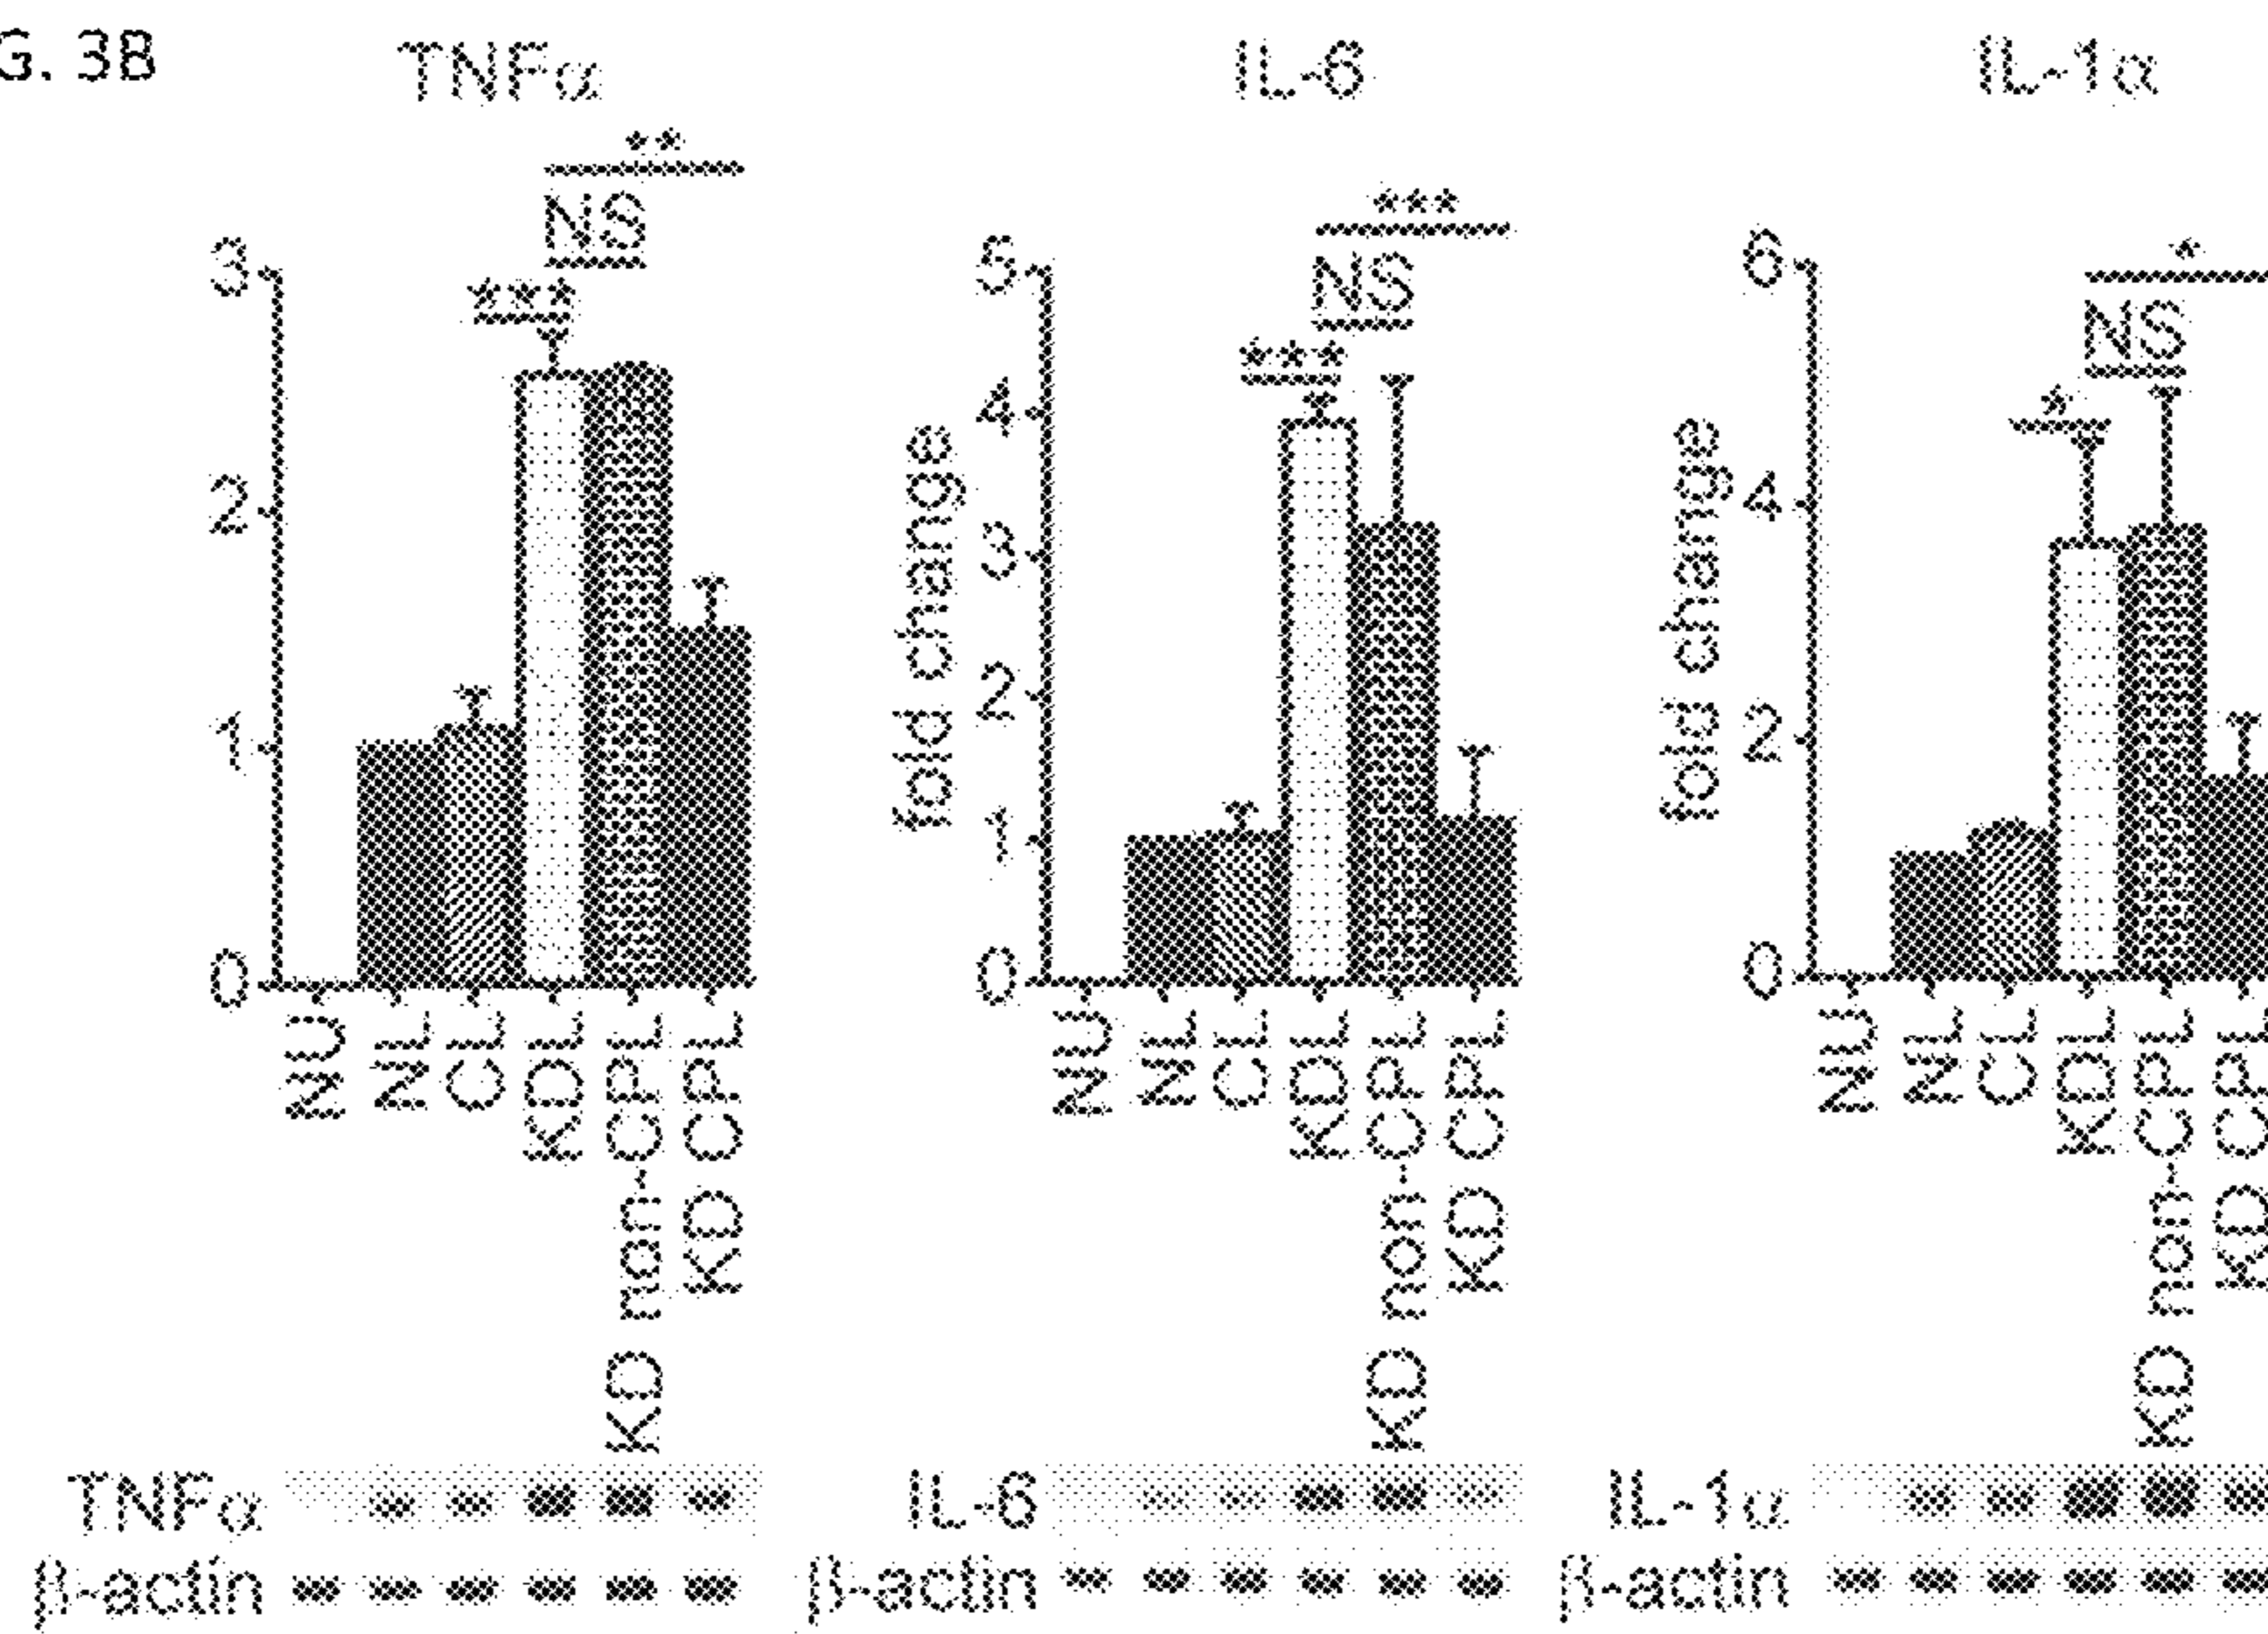 G. 3B
TNFα
**
NS
***
3
2
1
0
NU
NL
CL
KDL
KD non-CPL
KD CPL
TNFα
β-actin
IL-6
***
NS
***
fold change
5
4
3
2
1
0
NU
NL
CL
KDL
KD non-CPL
KD CPL
IL-6
β-actin
IL-1α
*
NS
*
fold change
6
4
2
0
NU
NL
CL
KDL
KD non-CPL
KD CPL
IL-1α
β-actin